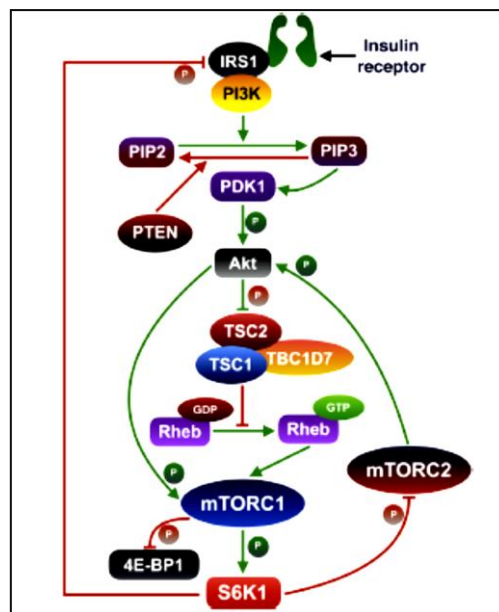 IRS1
Insulin
receptor
P
PI3K
PIP2
PIP3
PDK1
PTEN
P
Akt
P
P
TSC2
TSC1
TBC1D7
GDP
GTP
Rheb
Rheb
mTORC2
P
mTORC1
P
P
P
4E-BP1
S6K1